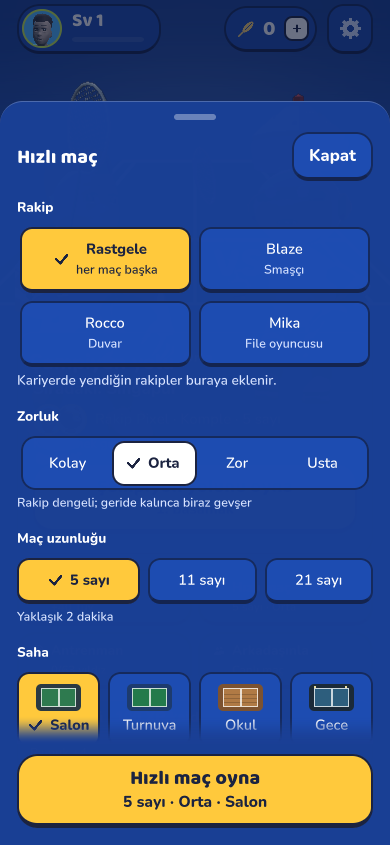 Sv 1
0 +
Hızlı maç
Kapat
Rakip
Rastgele
her maç başka
Blaze
Smaşçı
Rocco
Duvar
Mika
File oyuncusu
Kariyerde yendiğin rakipler buraya eklenir.
Zorluk
Kolay
Orta
Zor
Usta
Rakip dengeli; geride kalınca biraz gevşer
Maç uzunluğu
5 sayı
11 sayı
21 sayı
Yaklaşık 2 dakika
Saha
Salon
Turnuva
Okul
Gece
Hızlı maç oyna
5 sayı · Orta · Salon